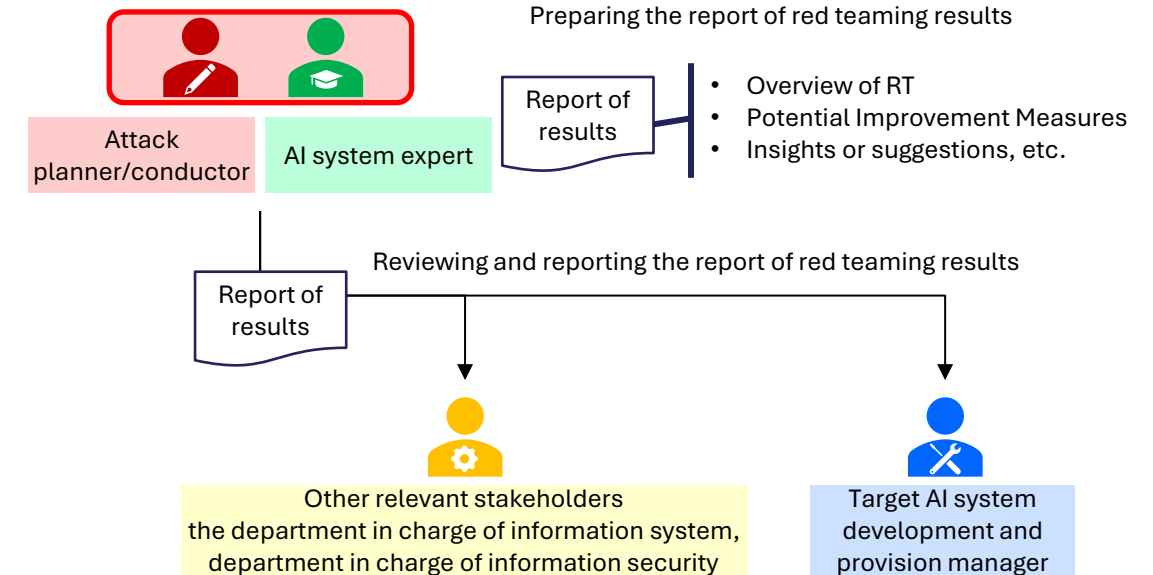 Preparing the report of red teaming results
Report of
results
• Overview of RT
• Potential Improvement Measures
• Insights or suggestions, etc.
Attack
planner/conductor
AI system expert
Reviewing and reporting the report of red teaming results
Report of
results
Other relevant stakeholders
the department in charge of information system,
department in charge of information security
Target AI system
development and
provision manager